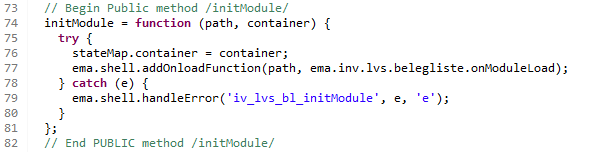 73 // Begin Public method /initModule/
74 initModule = function (path, container) {
75 try {
76 stateMap.container = container;
77 ema.shell.addOnloadFunction(path, ema.inv.lvs.belegliste.onModuleLoad);
78 } catch (e) {
79 ema.shell.handleError('iv_lvs_bl_initModule', e, 'e');
80 }
81 };
82 // End PUBLIC method /initModule/